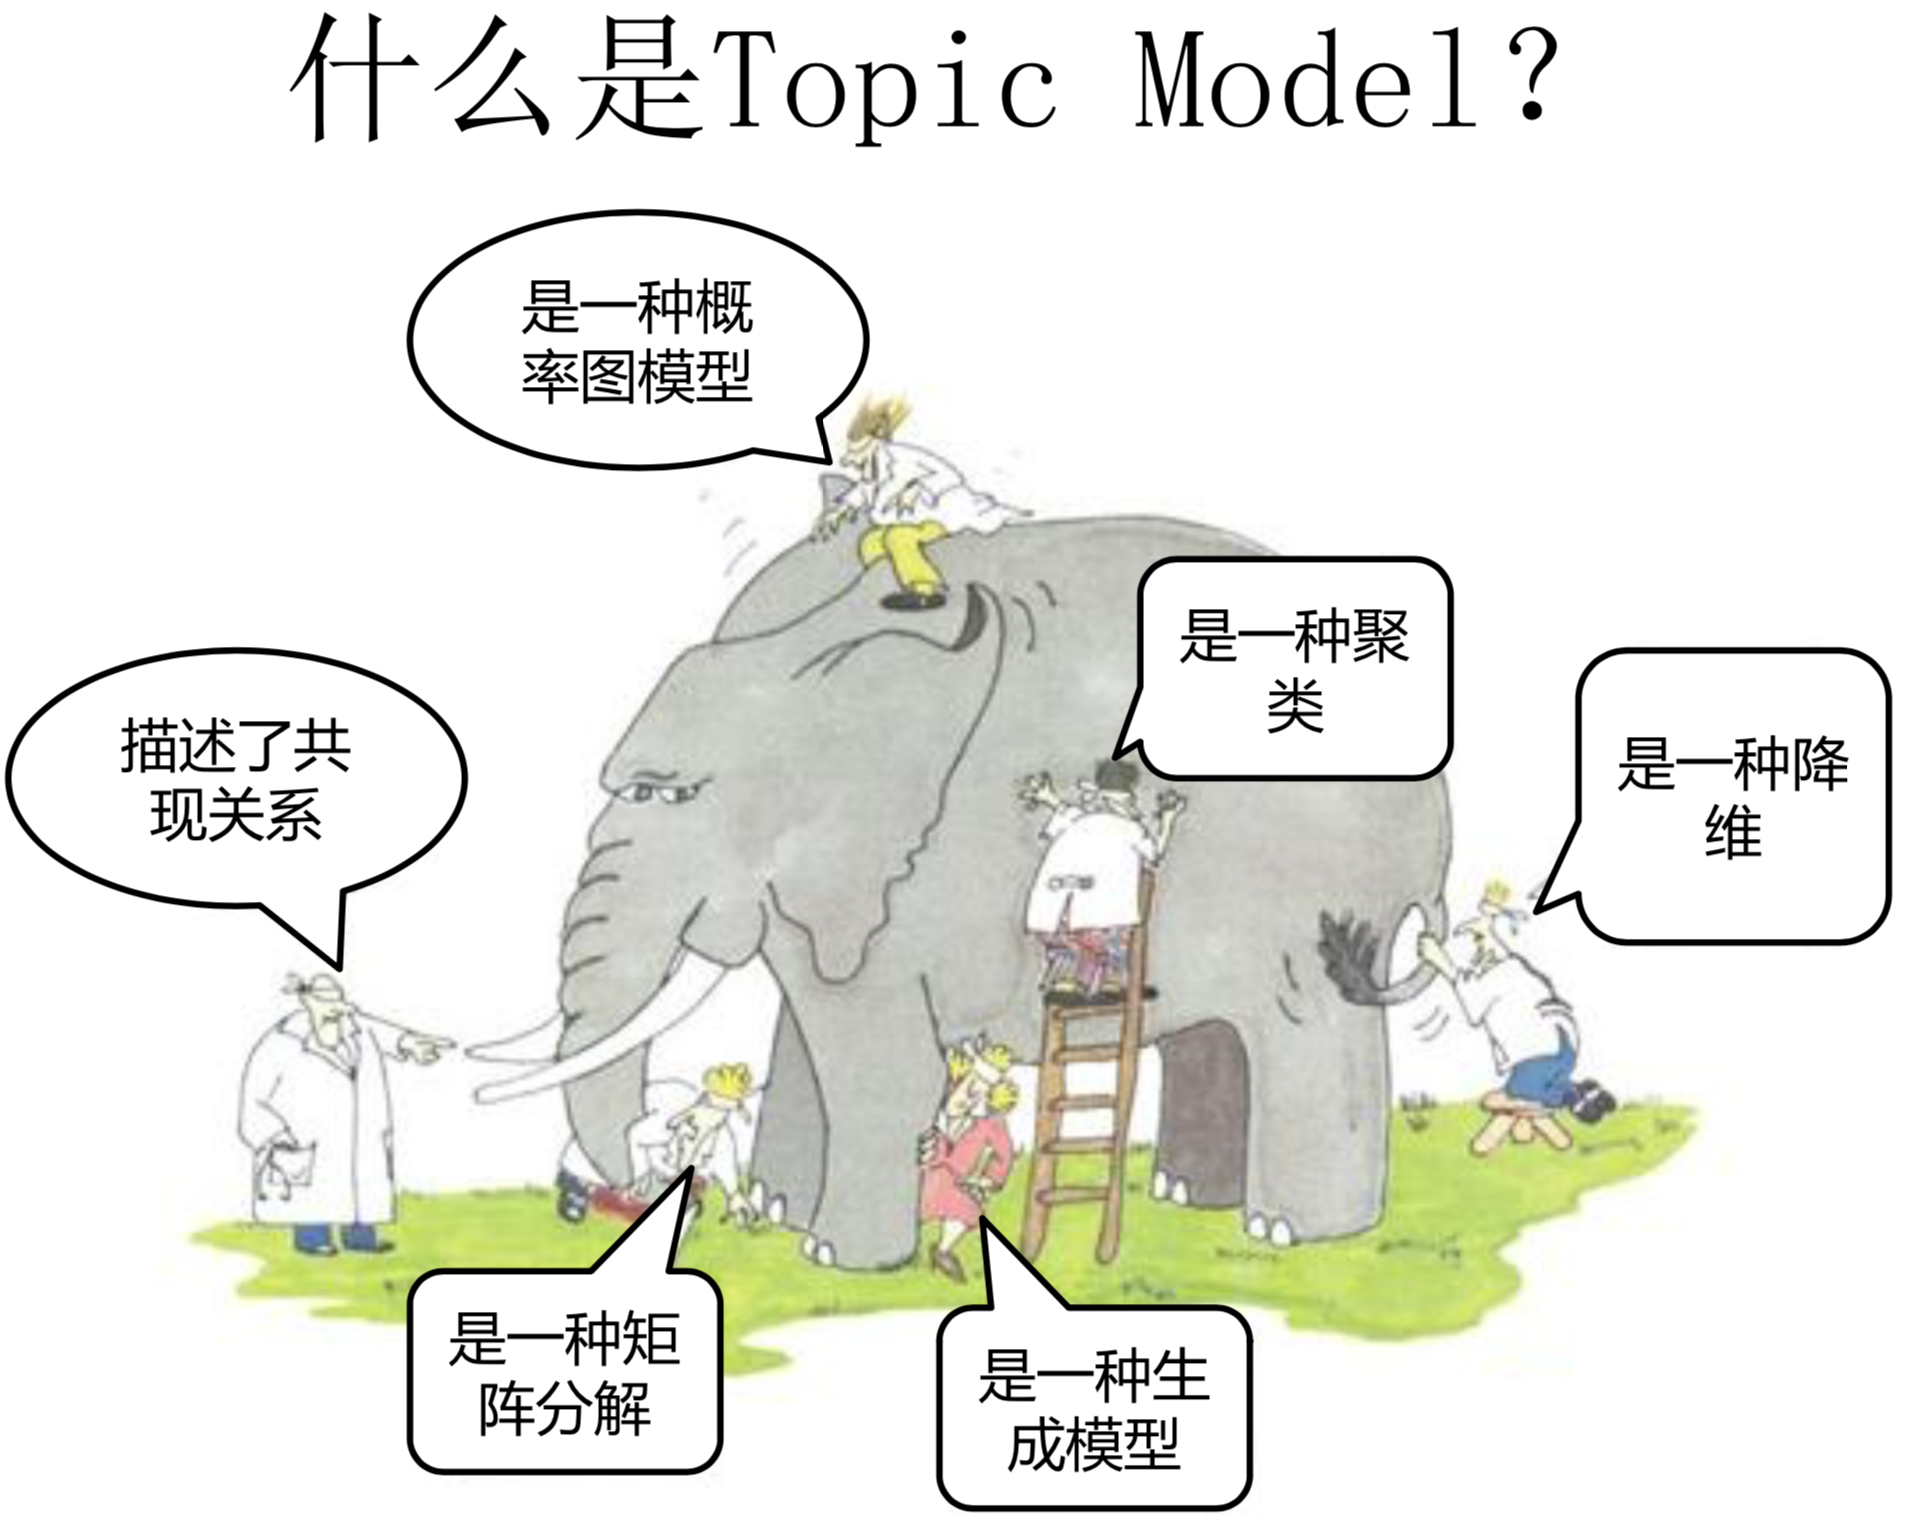 什么是Topic Model？
是一种概
率图模型
是一种聚
类
描述了共
现关系
是一种降
维
是一种矩
阵分解
是一种生
成模型